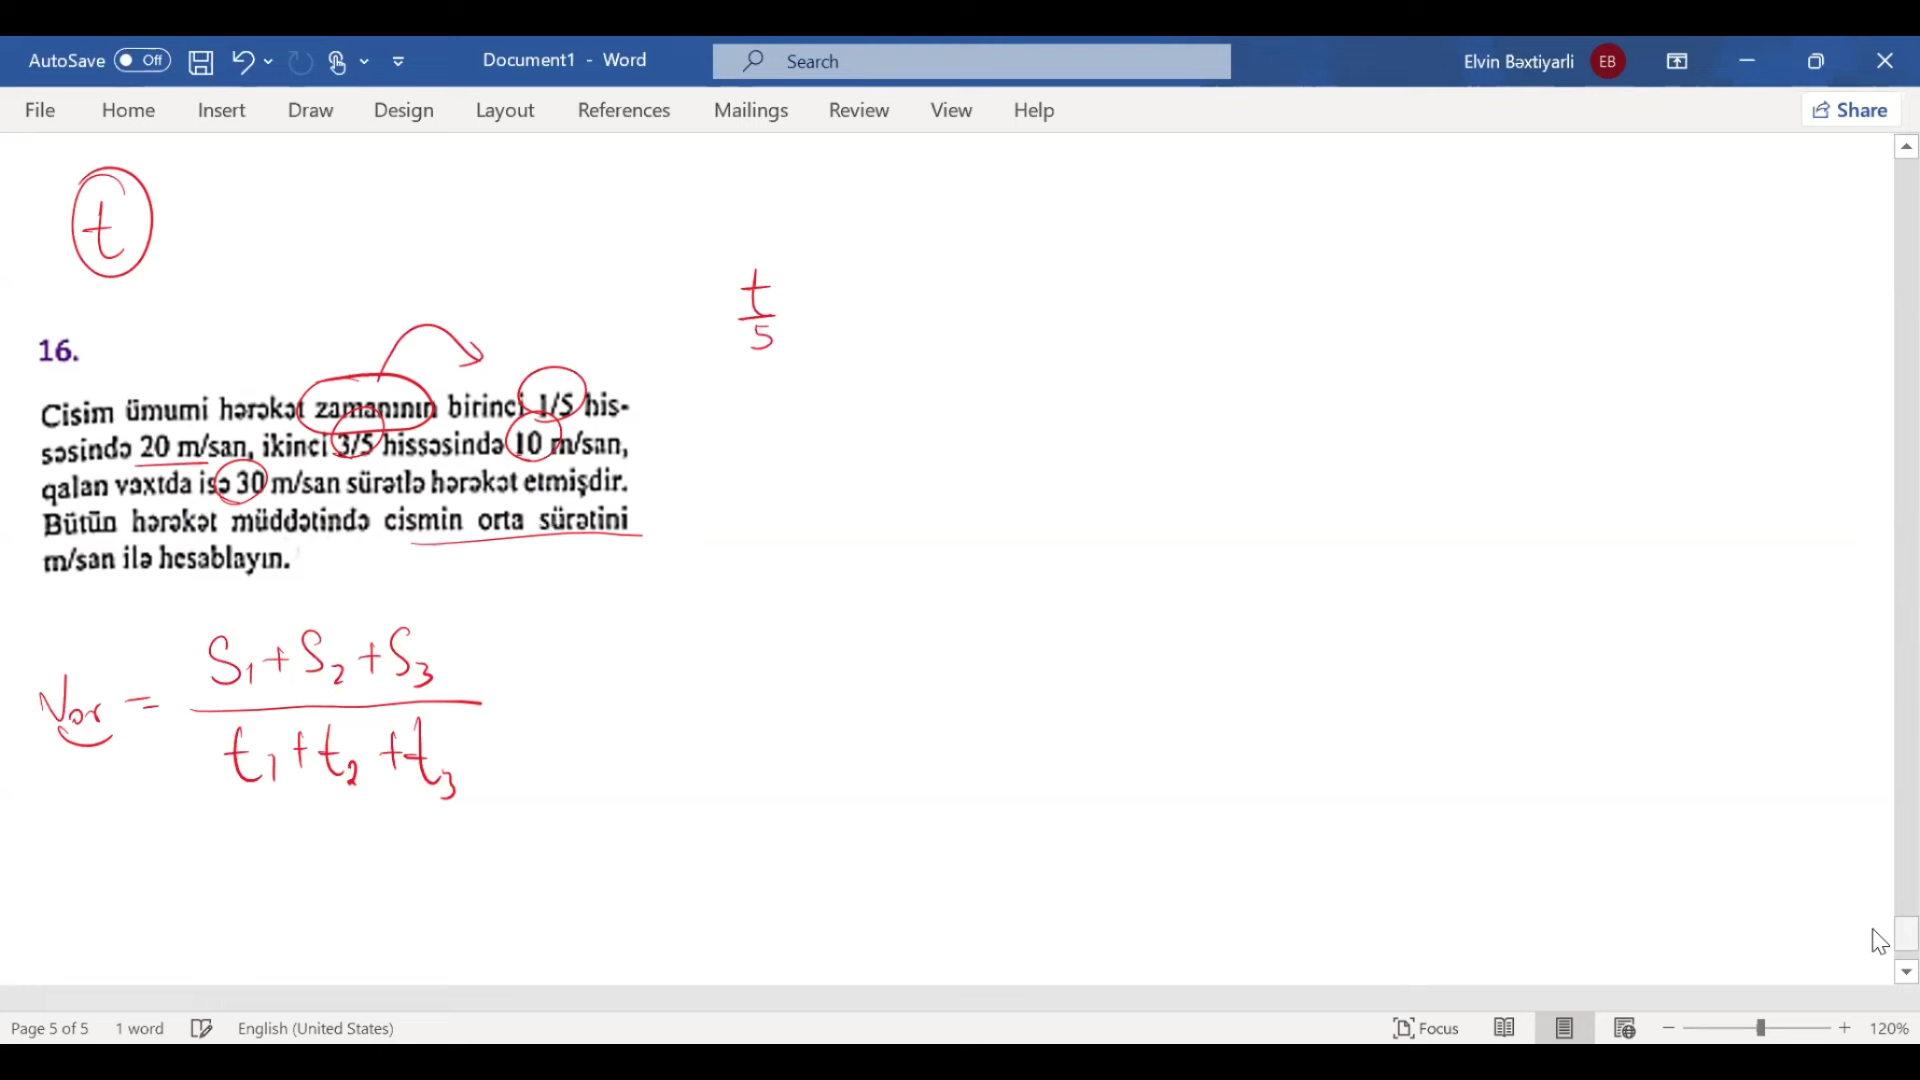 AutoSave Off Document1 - Word Search Elvin Bəxtiyarli EB
File Home Insert Draw Design Layout References Mailings Review View Help Share
t
t
5
16.
Cisim ümumi hərəkət zamanının birinci 1/5 his-
səsində 20 m/san, ikinci 3/5 hissəsində 10 m/san,
qalan vaxtda isə 30 m/san sürətlə hərəkət etmişdir.
Bütün hərəkət müddətində cismin orta sürətini
m/san ilə hesablayın.
S1+S2+S3
Vor =
t1+t2+t3
Page 5 of 5 1 word English (United States) Focus 120%